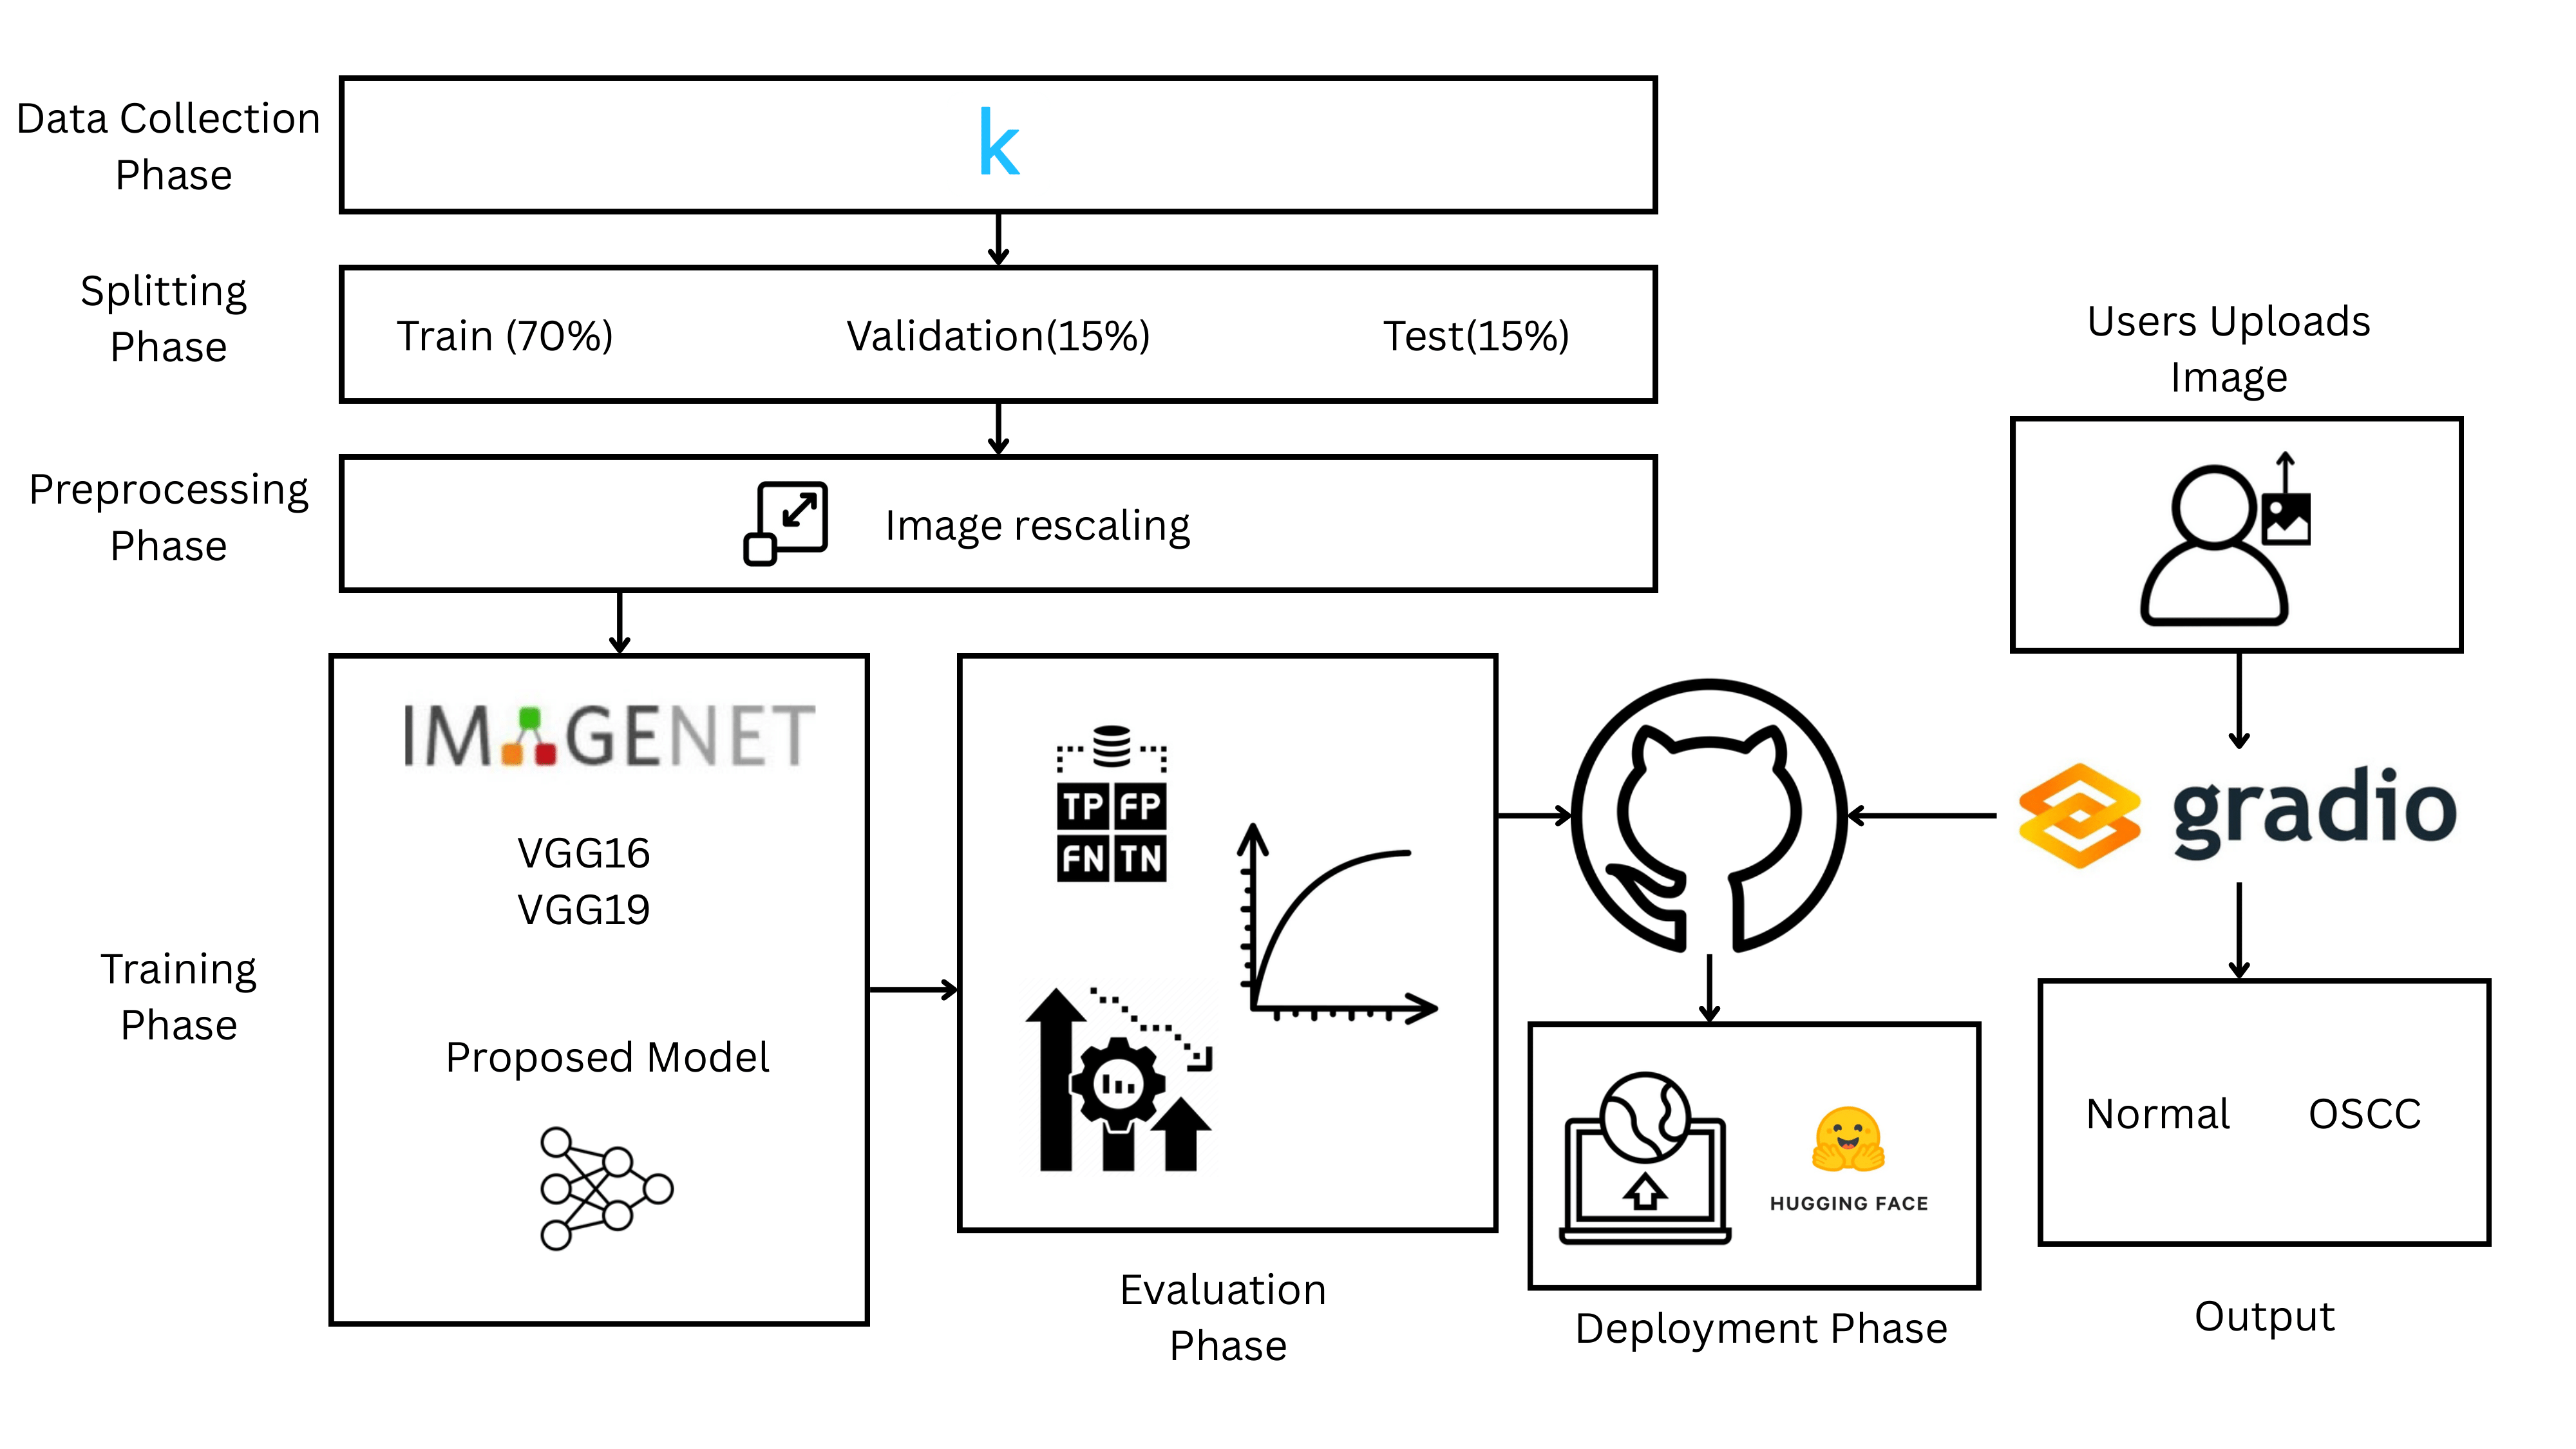 Data Collection
Phase
k
Splitting
Phase
Train (70%)
Validation(15%)
Test(15%)
Users Uploads
Image
Preprocessing
Phase
Image rescaling
IMAGENET
VGG16
VGG19
Proposed Model
Training
Phase
TP FP
FN TN
Evaluation
Phase
gradio
HUGGING FACE
Deployment Phase
Normal
OSCC
Output